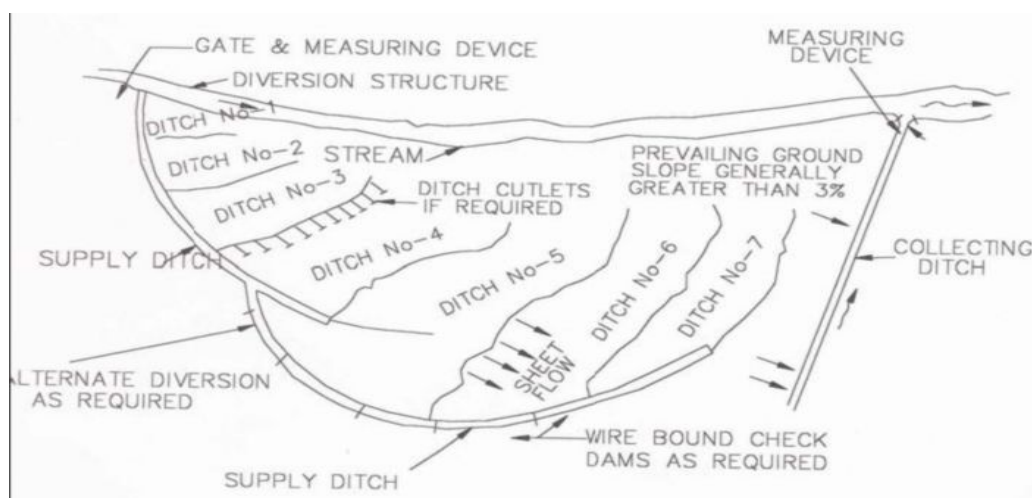 GATE & MEASURING DEVICE
DIVERSION STRUCTURE
MEASURING
DEVICE
DITCH No-1
DITCH No-2
DITCH No-3
STREAM
DITCH CUTLETS
IF REQUIRED
PREVAILING GROUND
SLOPE GENERALLY
GREATER THAN 3%
SUPPLY DITCH
DITCH No-4
DITCH No-5
DITCH No-6
DITCH No-7
COLLECTING
DITCH
SHEET
FLOW
ALTERNATE DIVERSION
AS REQUIRED
WIRE BOUND CHECK
DAMS AS REQUIRED
SUPPLY DITCH